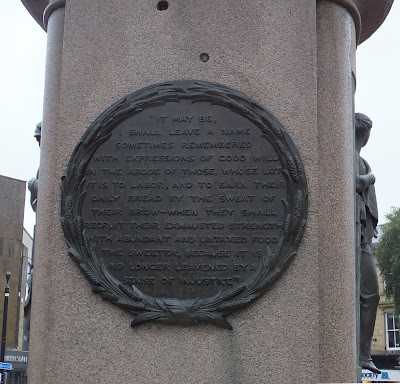 IT MAY BE,
I SHALL LEAVE A NAME
SOMETIMES REMEMBERED
WITH EXPRESSIONS OF GOOD WILL
IN THE ABODE OF THOSE, WHOSE LOT
IT IS TO LABOR, AND TO EARN THEIR
DAILY BREAD BY THE SWEAT OF
THEIR BROW—WHEN THEY SHALL
RECRUIT THEIR EXHAUSTED STRENGTH
WITH ABUNDANT AND UNTAXED FOOD
THE SWEETER, BECAUSE IT IS
NO LONGER LEAVENED BY A
SENSE OF INJUSTICE